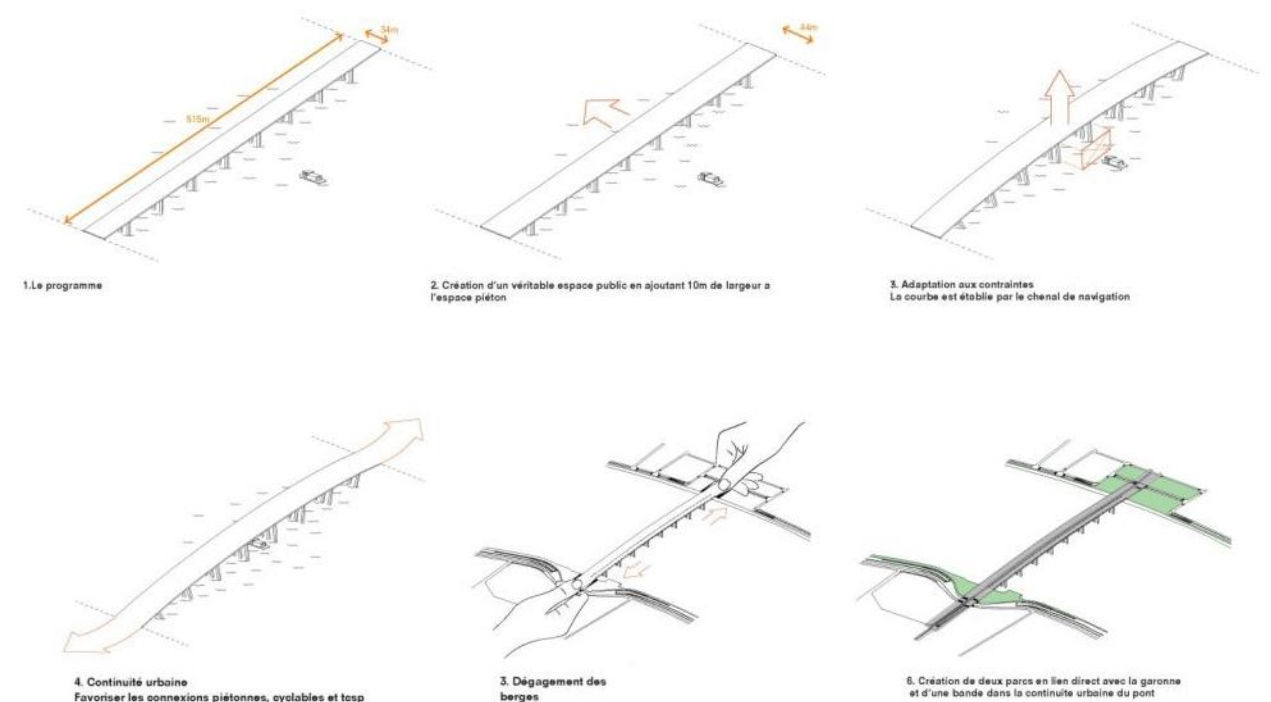 34m
515m
44m
1.Le programme
2. Création d'un véritable espace public en ajoutant 10m de largeur a
l'espace piéton
3. Adaptation aux contraintes
La courbe est établie par le chenal de navigation
4. Continuité urbaine
Favoriser les connexions piétonnes, cyclables et tcsp
3. Dégagement des
berges
6. Création de deux parcs en lien direct avec la garonne
et d'une bande dans la continuite urbaine du pont